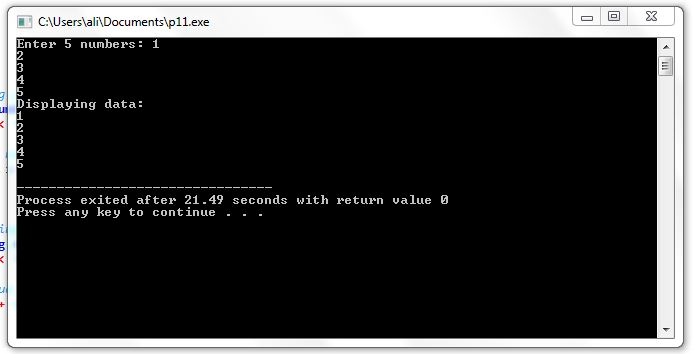 C:\Users\ali\Documents\p11.exe
Enter 5 numbers: 1
2
3
4
5
Displaying data:
1
2
3
4
5
--------------------------------
Process exited after 21.49 seconds with return value 0
Press any key to continue . . .